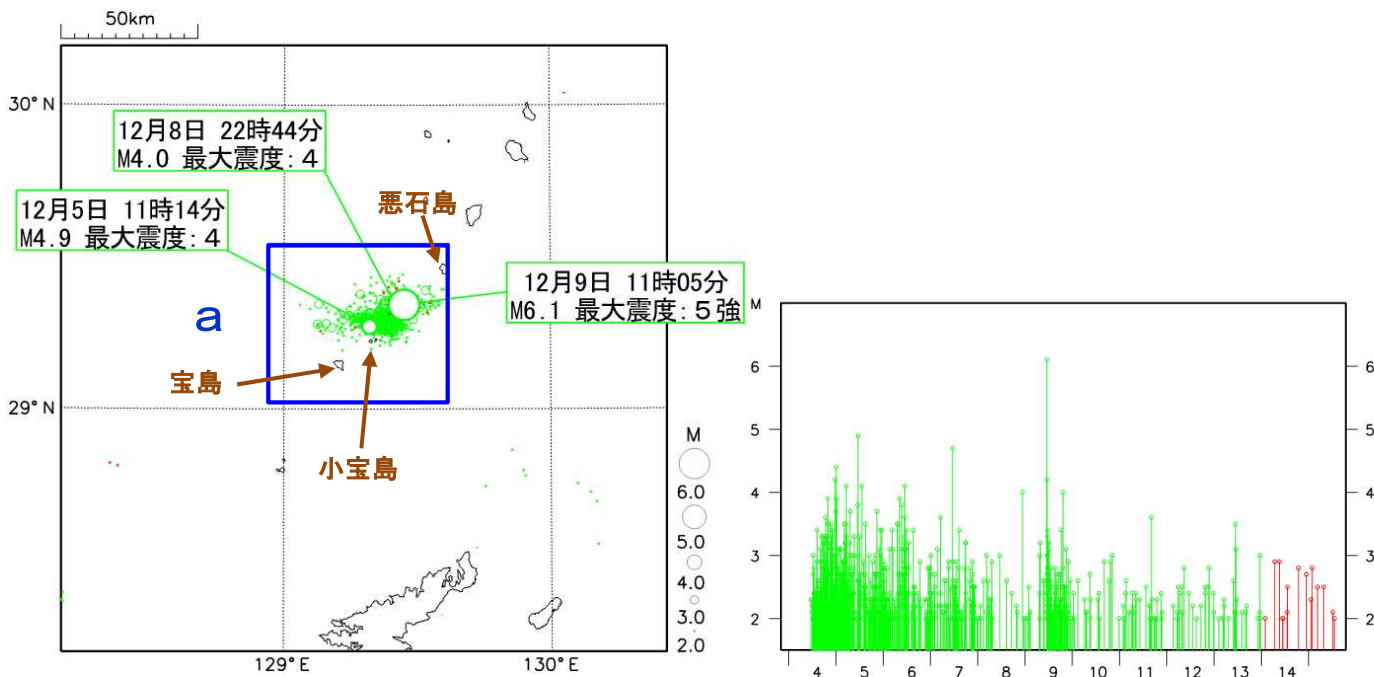 50km
30°N
12月8日 22時44分
M4.0 最大震度:4
12月5日 11時14分
M4.9 最大震度:4
悪石島
12月9日 11時05分
M6.1 最大震度:5強
a
宝島
小宝島
29°N
129°E
130°E
M
6.0
5.0
4.0
3.0
2.0
M
6
5
4
3
2
6
5
4
3
2
4 5 6 7 8 9 10 11 12 13 14